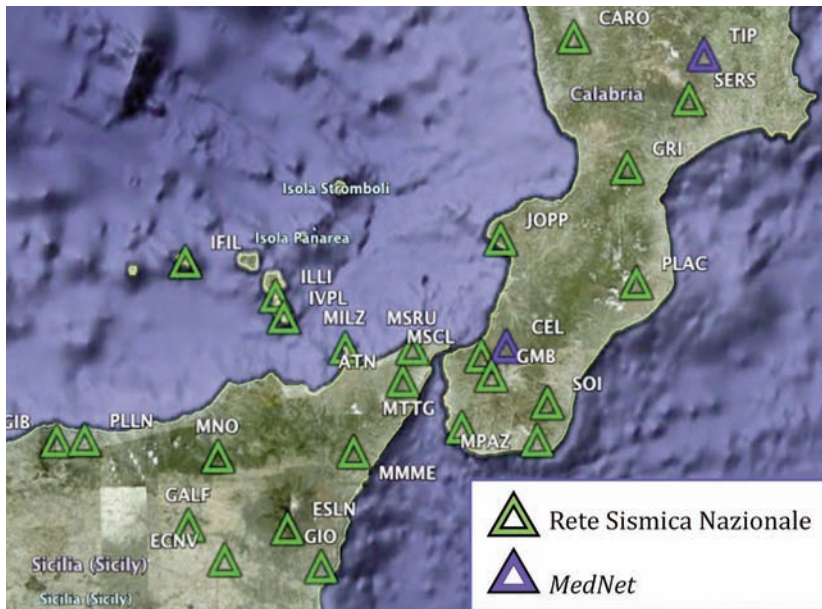 CARO
TIP
SERS
Calabria
GRI
Isola Stromboli
JOPP
IFIL
Isola Panarea
PLAC
ILLI
IVPL
MILZ
MSRU
MSCL
CEL
ATN
GMB
SOI
MTTG
GIB
PLLN
MNO
MPAZ
MMME
GALF
ESLN
ECNV
GIO
Sicilia (Sicily)
Sicilia (Sicily)
Rete Sismica Nazionale
MedNet